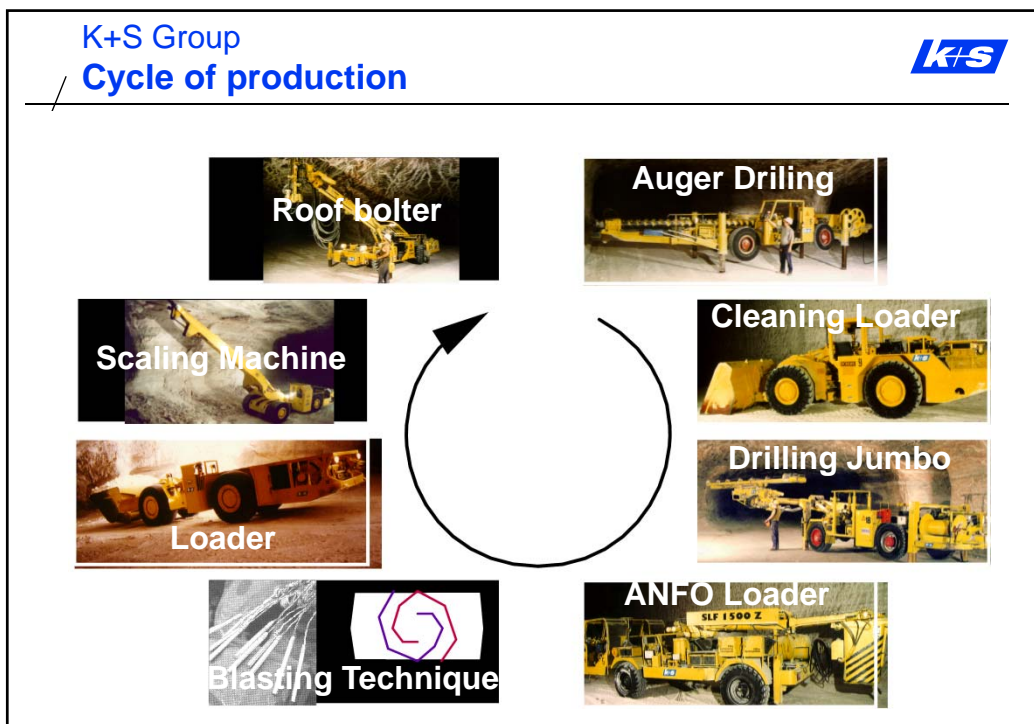 K+S Group
Cycle of production
K+S
Roof bolter
Auger Driling
Scaling Machine
Cleaning Loader
Loader
Drilling Jumbo
Blasting Technique
ANFO Loader
SLF 1500 Z